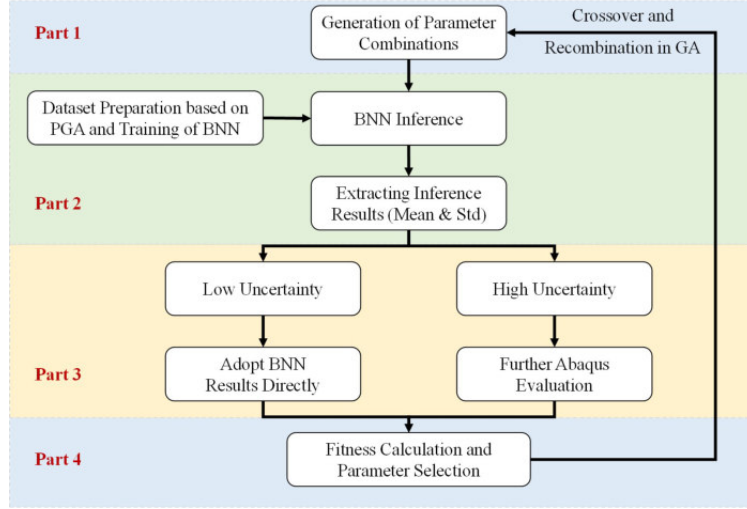 Part 1
Generation of Parameter
Combinations
Crossover and
Recombination in GA
Dataset Preparation based on
PGA and Training of BNN
BNN Inference
Part 2
Extracting Inference
Results (Mean & Std)
Low Uncertainty
High Uncertainty
Part 3
Adopt BNN
Results Directly
Further Abaqus
Evaluation
Part 4
Fitness Calculation and
Parameter Selection